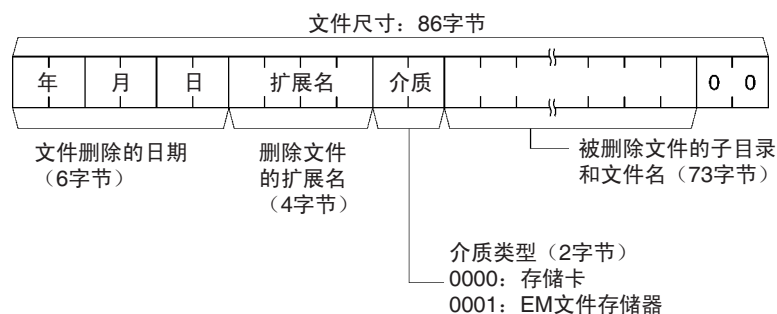 文件尺寸：86字节
年 月 日 扩展名 介质 0 0
文件删除的日期
（6字节）
删除文件
的扩展名
（4字节）
被删除文件的子目录
和文件名（73字节）
介质类型（2字节）
0000：存储卡
0001：EM文件存储器